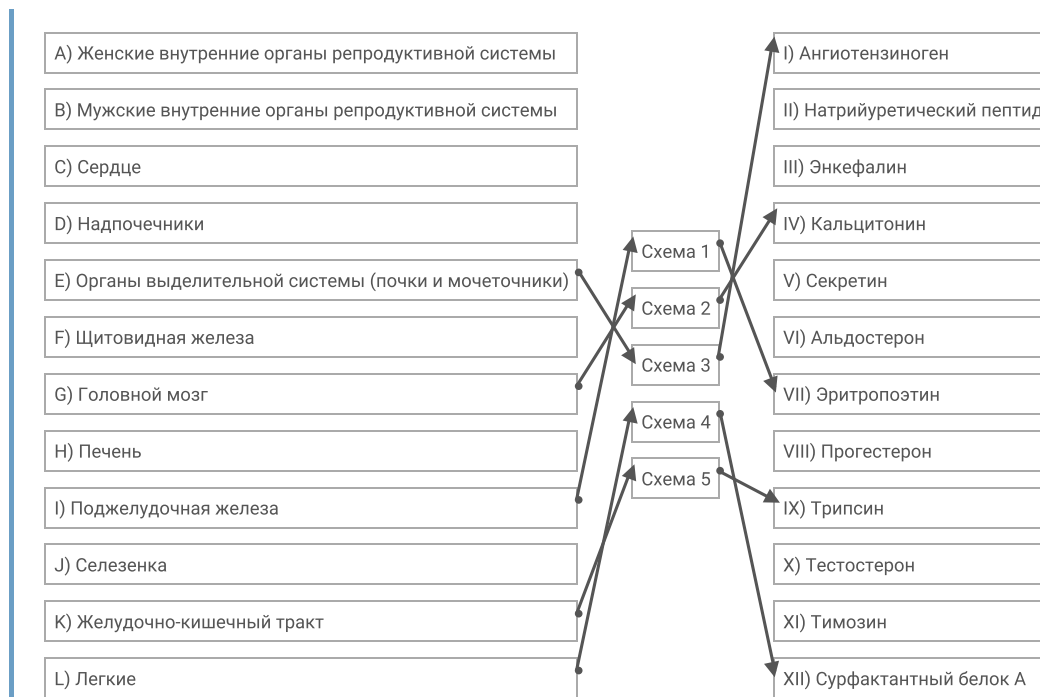 A) Женские внутренние органы репродуктивной системы
B) Мужские внутренние органы репродуктивной системы
C) Сердце
D) Надпочечники
E) Органы выделительной системы (почки и мочеточники)
F) Щитовидная железа
G) Головной мозг
H) Печень
I) Поджелудочная железа
J) Селезенка
K) Желудочно-кишечный тракт
L) Легкие
Схема 1
Схема 2
Схема 3
Схема 4
Схема 5
I) Ангиотензиноген
II) Натрийуретический пептид
III) Энкефалин
IV) Кальцитонин
V) Секретин
VI) Альдостерон
VII) Эритропоэтин
VIII) Прогестерон
IX) Трипсин
X) Тестостерон
XI) Тимозин
XII) Сурфактантный белок А